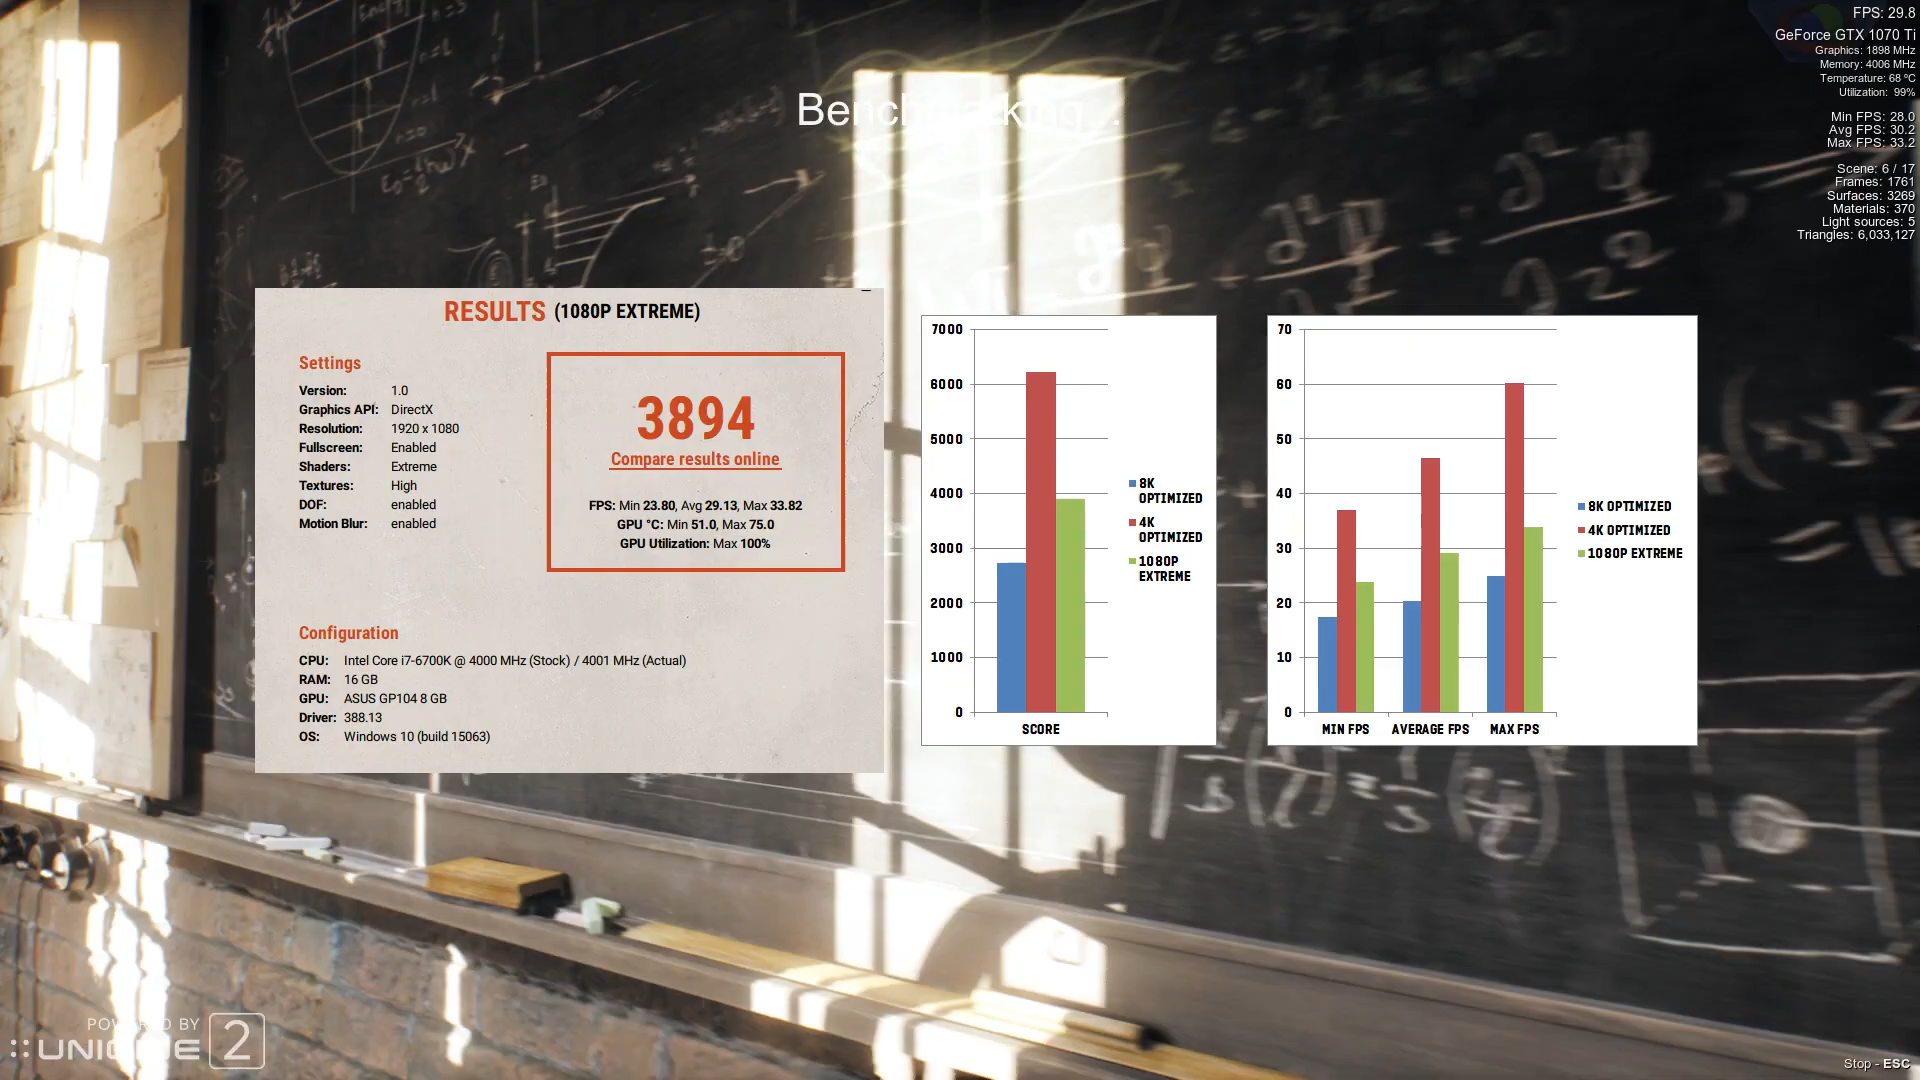 FPS: 29.8
GeForce GTX 1070 Ti
Graphics: 1898 MHz
Memory: 4006 MHz
Temperature: 68 °C
Utilization: 99%
Min FPS: 28.0
Avg FPS: 30.2
Max FPS: 33.2
Scene: 6 / 17
Frames: 1761
Surfaces: 3269
Materials: 370
Light sources: 5
Triangles: 6,033,127
RESULTS (1080P EXTREME)
Settings
Version: 1.0
Graphics API: DirectX
Resolution: 1920 x 1080
Fullscreen: Enabled
Shaders: Extreme
Textures: High
DOF: enabled
Motion Blur: enabled
3894
Compare results online
FPS: Min 23.80, Avg 29.13, Max 33.82
GPU °C: Min 51.0, Max 75.0
GPU Utilization: Max 100%
Configuration
CPU: Intel Core i7-6700K @ 4000 MHz (Stock) / 4001 MHz (Actual)
RAM: 16 GB
GPU: ASUS GP104 8 GB
Driver: 388.13
OS: Windows 10 (build 15063)
7000
6000
5000
4000
3000
2000
1000
0
SCORE
8K
OPTIMIZED
4K
OPTIMIZED
1080P
EXTREME
70
60
50
40
30
20
10
0
MIN FPS AVERAGE FPS MAX FPS
8K OPTIMIZED
4K OPTIMIZED
1080P EXTREME
POWERED BY
UNIGINE 2
Stop - ESC